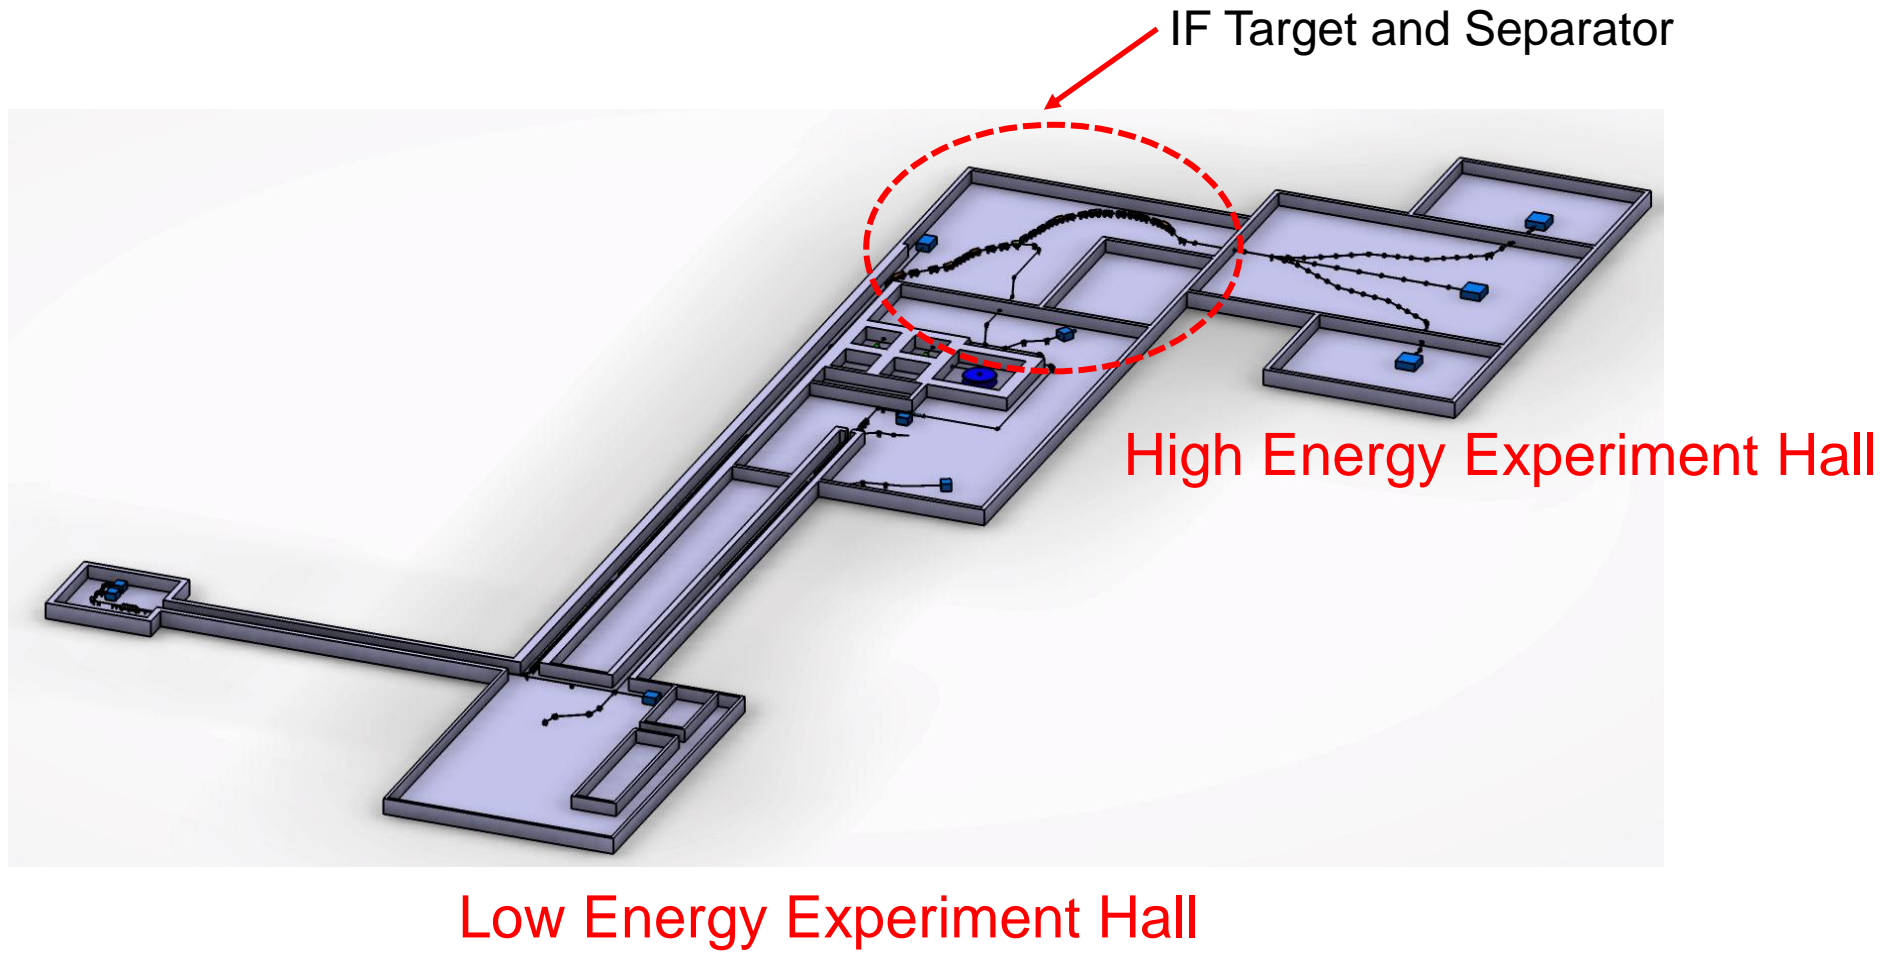 IF Target and Separator
High Energy Experiment Hall
Low Energy Experiment Hall